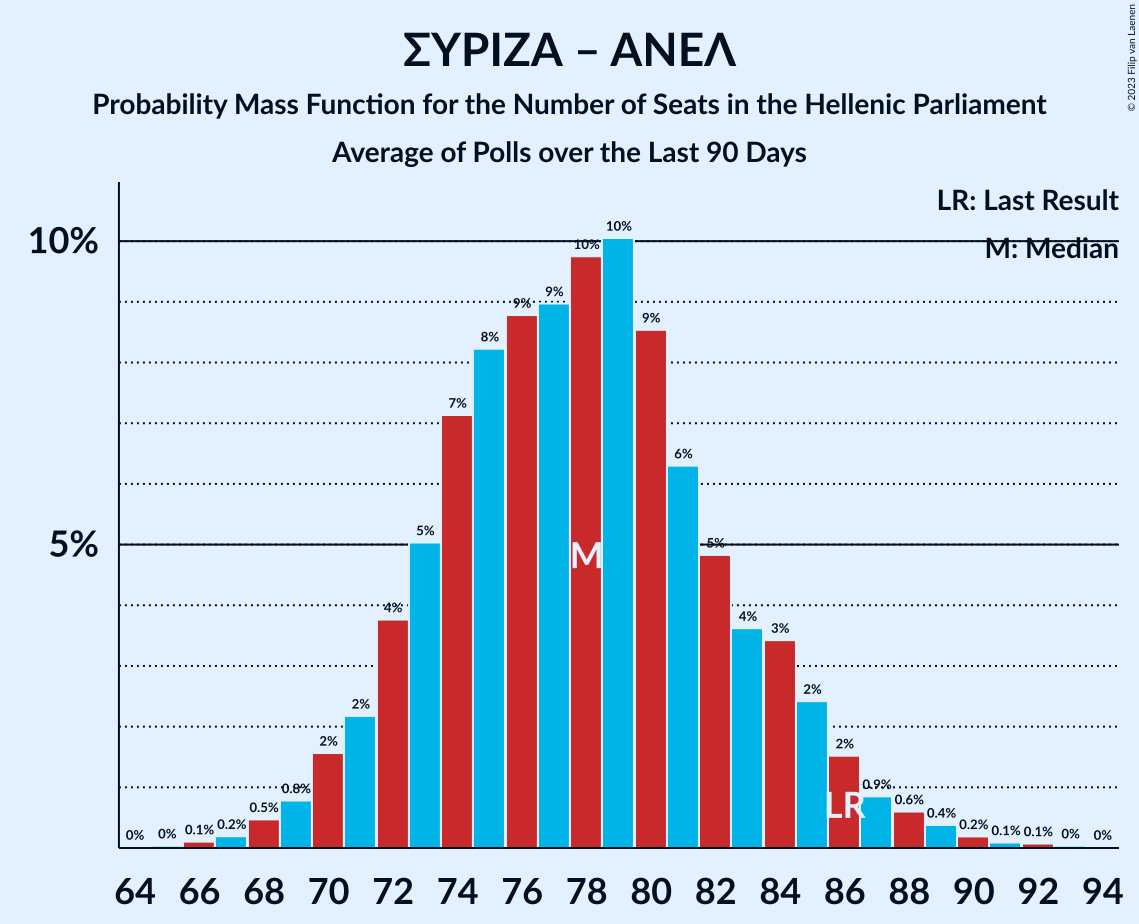 ΣΥΡΙΖΑ – ΑΝΕΛ
Probability Mass Function for the Number of Seats in the Hellenic Parliament
Average of Polls over the Last 90 Days
© 2023 Filip van Laenen
LR: Last Result
M: Median
10%
5%
0% 0% 0.1% 0.2% 0.5% 0.8% 2% 2% 4% 5% 7% 8% 9% 9% 10% 10% 9% 6% 5% 4% 3% 2% 2% 0.9% 0.6% 0.4% 0.2% 0.1% 0.1% 0% 0%
M
LR
64 66 68 70 72 74 76 78 80 82 84 86 88 90 92 94